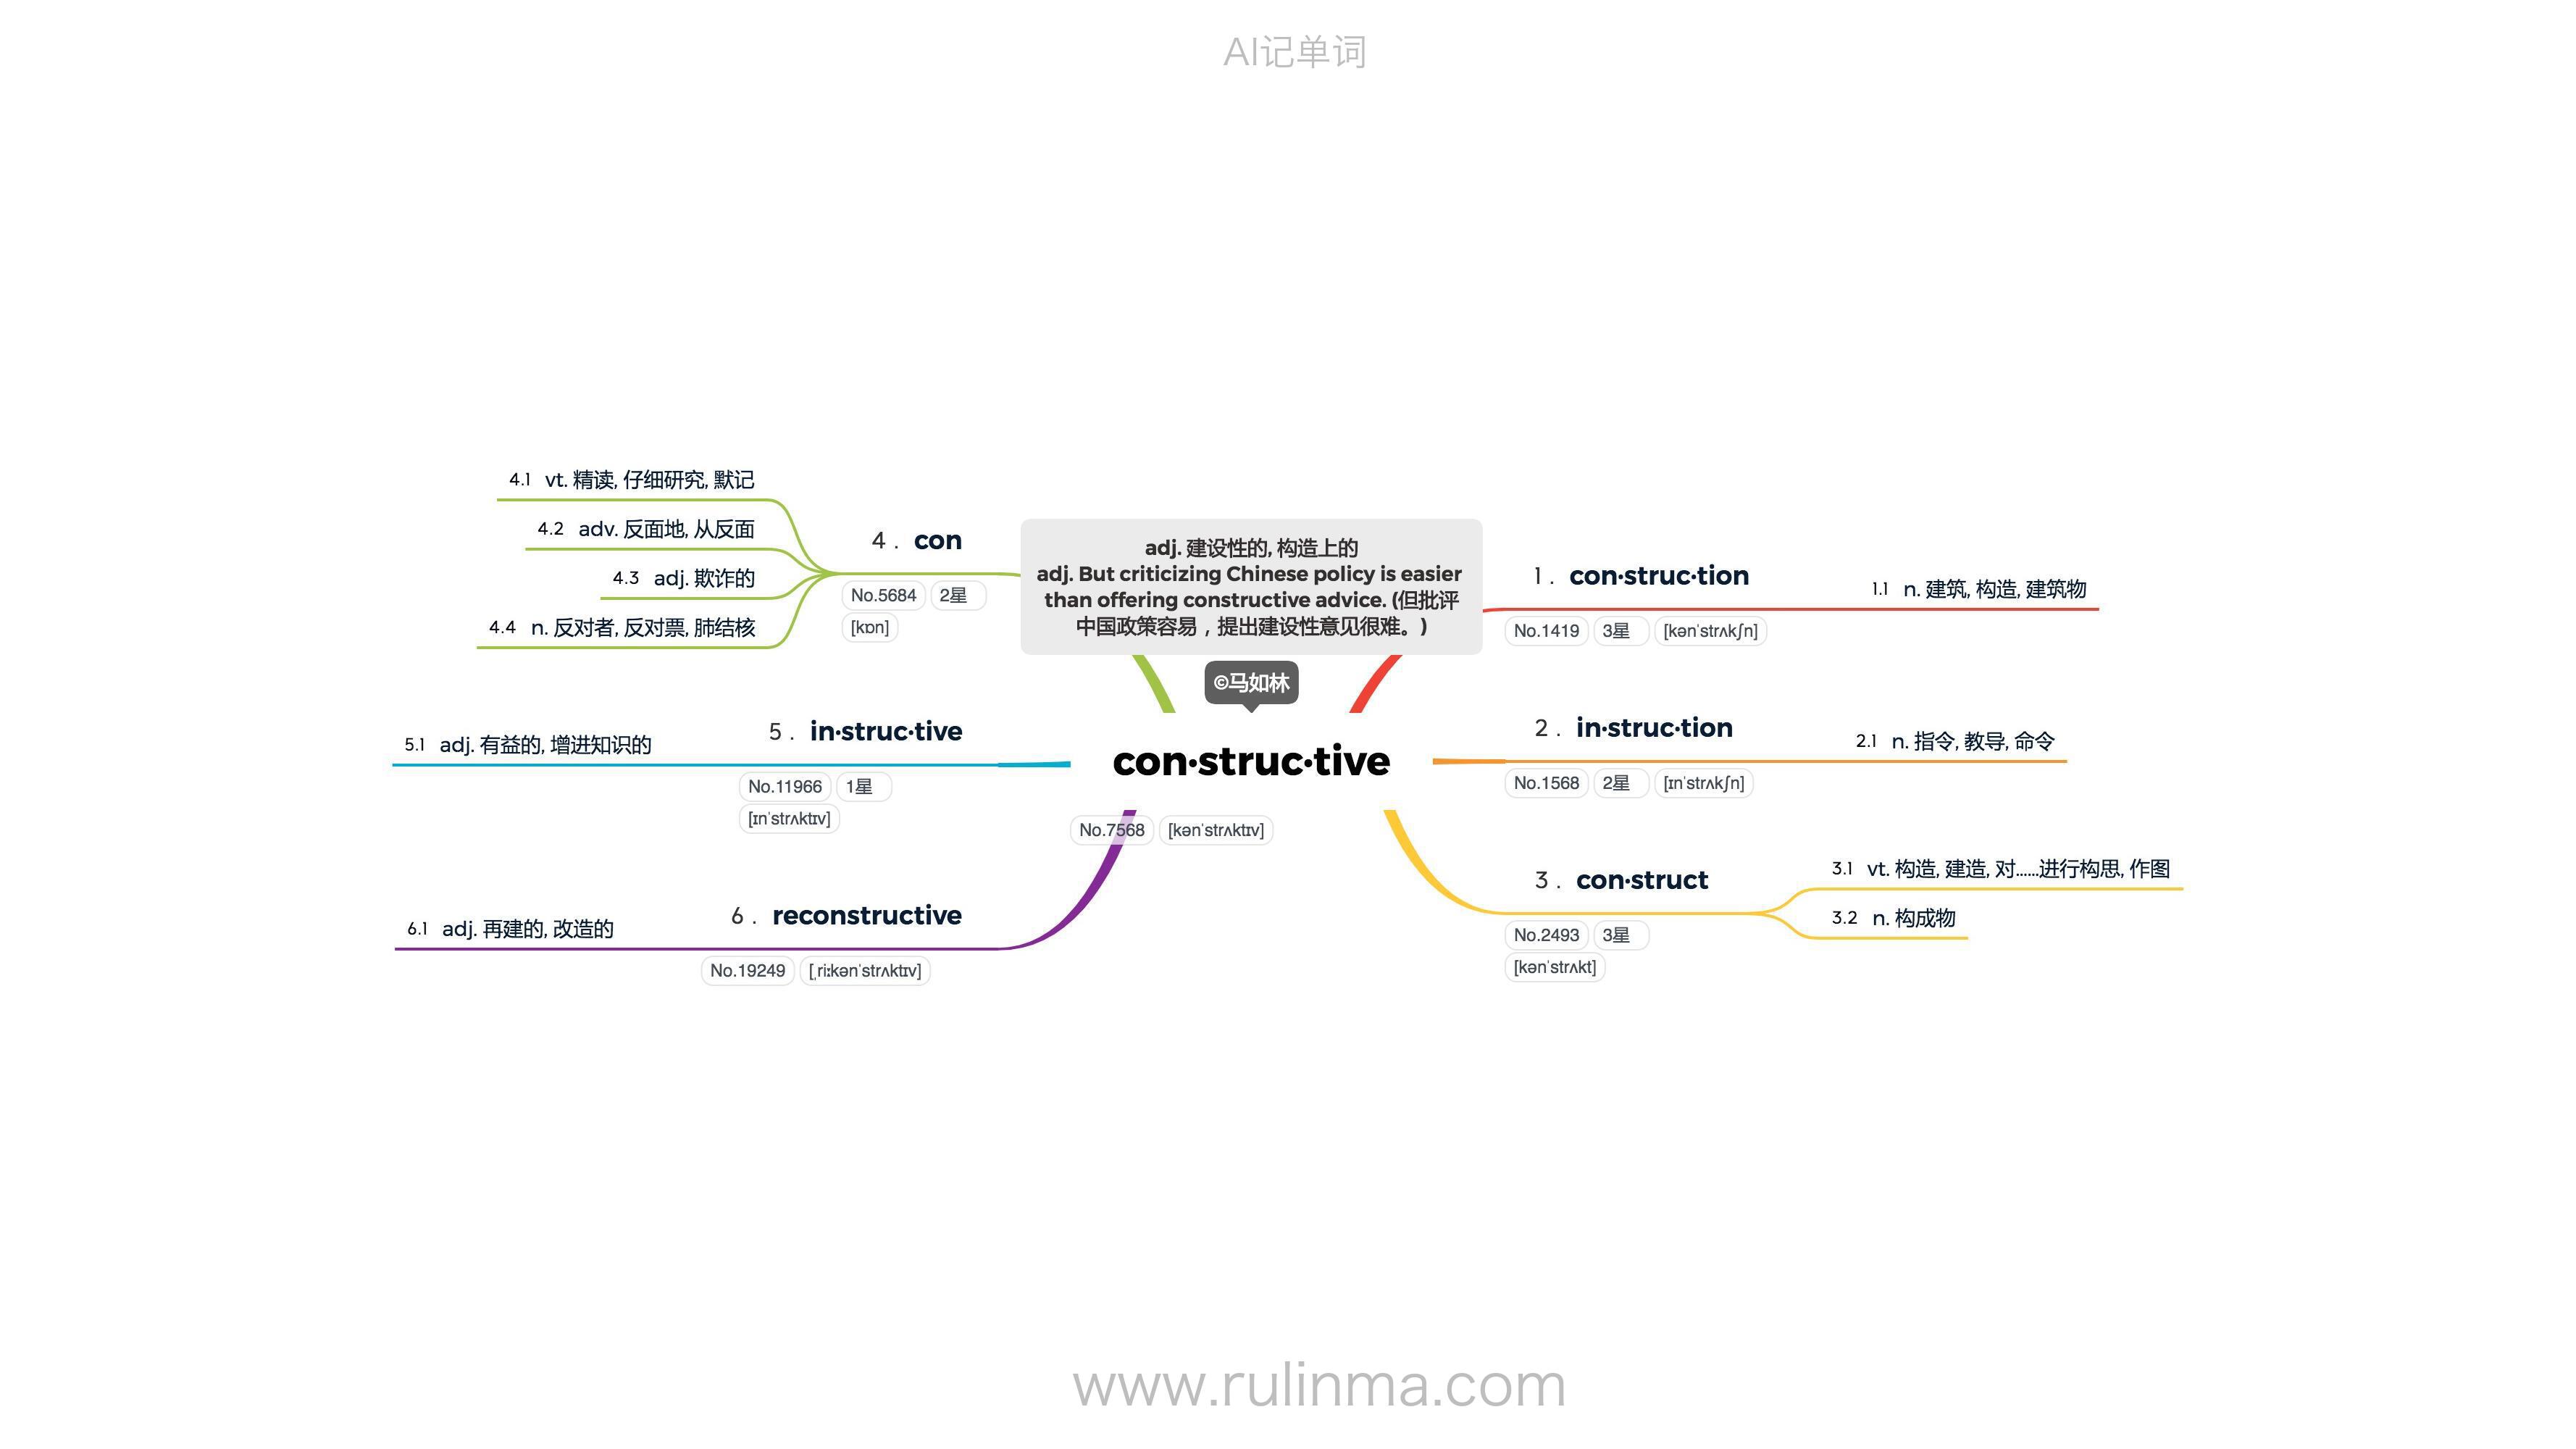 AI记单词
adj. 建设性的, 构造上的
adj. But criticizing Chinese policy is easier
than offering constructive advice. (但批评
中国政策容易，提出建设性意见很难。)
©马如林
con·struc·tive
No.7568 [kənˈstrʌktɪv]
1 . con·struc·tion
No.1419 3星 [kənˈstrʌkʃn]
1.1 n. 建筑, 构造, 建筑物
2 . in·struc·tion
No.1568 2星 [ɪnˈstrʌkʃn]
2.1 n. 指令, 教导, 命令
3 . con·struct
No.2493 3星
[kənˈstrʌkt]
3.1 vt. 构造, 建造, 对......进行构思, 作图
3.2 n. 构成物
4 . con
No.5684 2星
[kɒn]
4.1 vt. 精读, 仔细研究, 默记
4.2 adv. 反面地, 从反面
4.3 adj. 欺诈的
4.4 n. 反对者, 反对票, 肺结核
5 . in·struc·tive
No.11966 1星
[ɪnˈstrʌktɪv]
5.1 adj. 有益的, 增进知识的
6 . reconstructive
No.19249 [ˌriːkənˈstrʌktɪv]
6.1 adj. 再建的, 改造的
www.rulinma.com